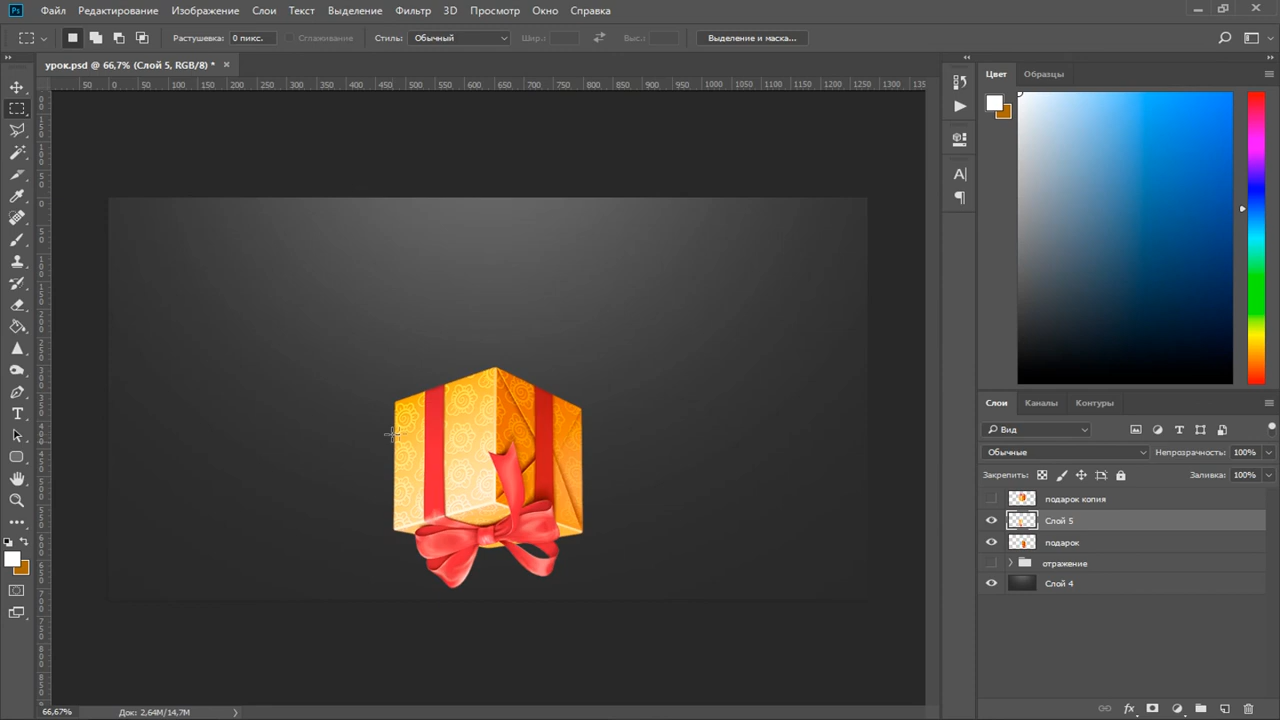 Ps Файл Редактирование Изображение Слои Текст Выделение Фильтр 3D Просмотр Окно Справка
Растушевка: 0 пикс. Сглаживание Стиль: Обычный Шир.: Выс.: Выделение и маска...
урок.psd @ 66,7% (Слой 5, RGB/8) * ×
50 0 50 100 150 200 250 300 350 400 450 500 550 600 650 700 750 800 850 900 950 1000 1050 1100 1150 1200 1250 1300 135
Цвет Образцы
Слои Каналы Контуры
Вид
Обычные Непрозрачность: 100%
Закрепить: Заливка: 100%
подарок копия
Слой 5
подарок
отражение
Слой 4
66,67% Док: 2,64M/14,7M